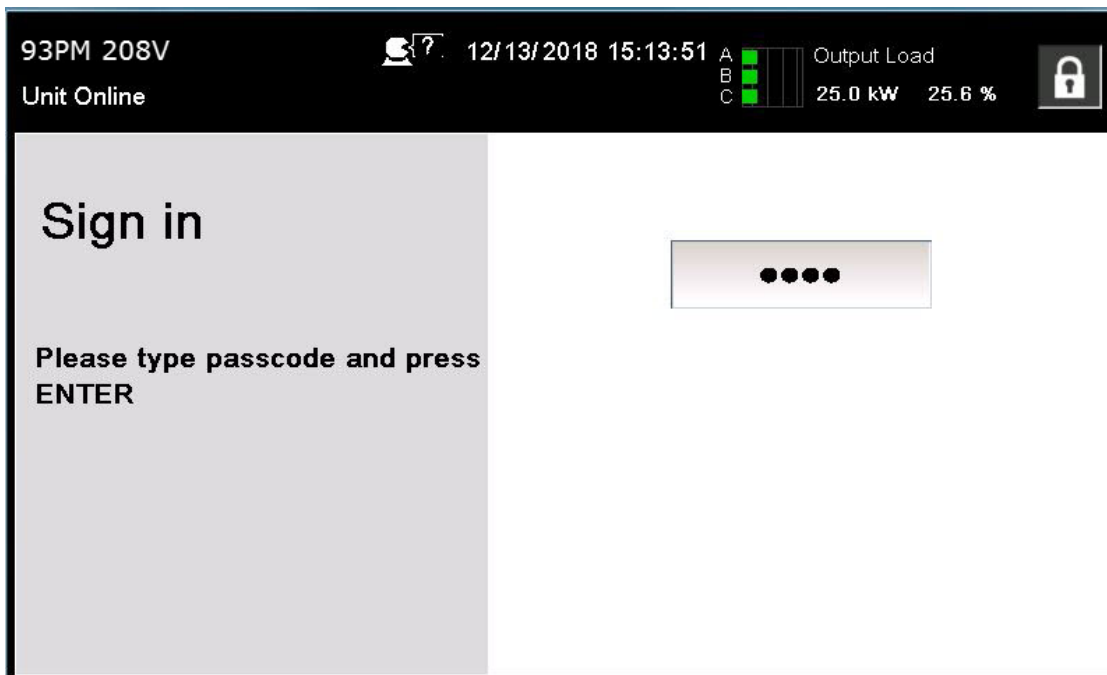 93PM 208V
? 12/13/2018 15:13:51
Unit Online
A
B
C
Output Load
25.0 kW 25.6 %
Sign in
Please type passcode and press
ENTER